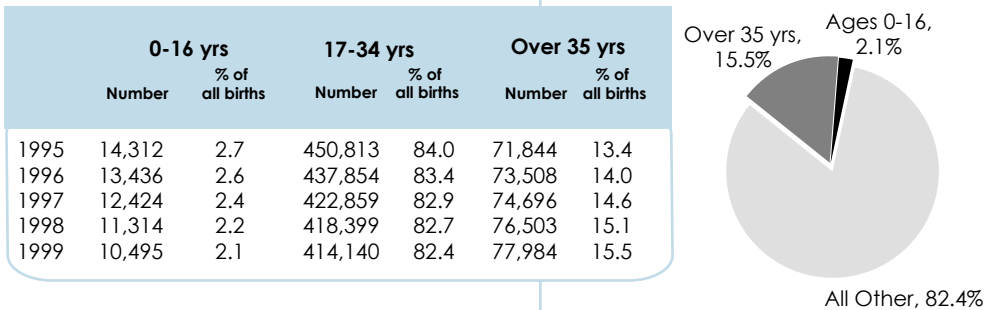 0-16 yrs 17-34 yrs Over 35 yrs
% of % of % of
Number all births Number all births Number all births
1995 14,312 2.7 450,813 84.0 71,844 13.4
1996 13,436 2.6 437,854 83.4 73,508 14.0
1997 12,424 2.4 422,859 82.9 74,696 14.6
1998 11,314 2.2 418,399 82.7 76,503 15.1
1999 10,495 2.1 414,140 82.4 77,984 15.5
Over 35 yrs,
15.5%
Ages 0-16,
2.1%
All Other, 82.4%